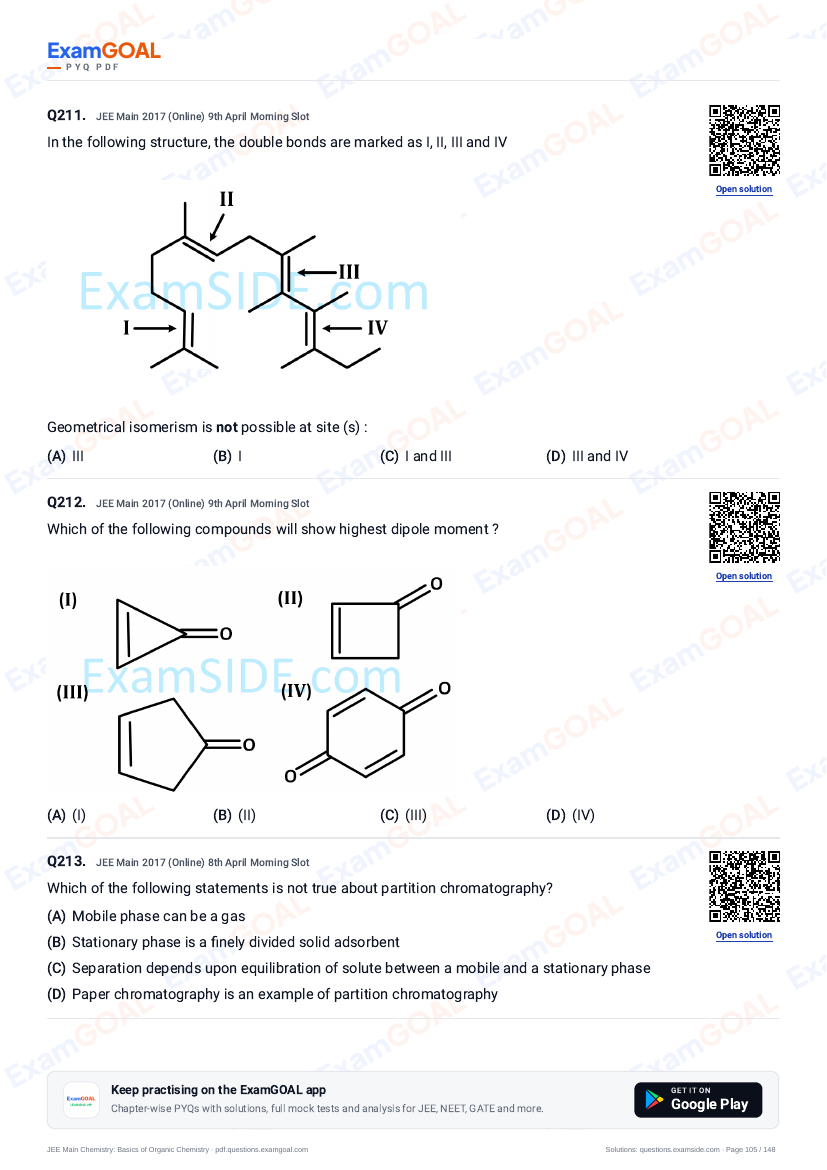 ExamGOAL
PYQ PDF
Q211. JEE Main 2017 (Online) 9th April Morning Slot
In the following structure, the double bonds are marked as I, II, III and IV
Open solution
II
III
I
IV
ExamSIDE.com
Geometrical isomerism is not possible at site (s) :
(A) III (B) I (C) I and III (D) III and IV
Q212. JEE Main 2017 (Online) 9th April Morning Slot
Which of the following compounds will show highest dipole moment ?
Open solution
(I) O (II) O
ExamSIDE.com
(III) O (IV) O
O
(A) (I) (B) (II) (C) (III) (D) (IV)
Q213. JEE Main 2017 (Online) 8th April Morning Slot
Which of the following statements is not true about partition chromatography?
(A) Mobile phase can be a gas
Open solution
(B) Stationary phase is a finely divided solid adsorbent
(C) Separation depends upon equilibration of solute between a mobile and a stationary phase
(D) Paper chromatography is an example of partition chromatography
ExamGOAL
Keep practising on the ExamGOAL app
Chapter-wise PYQs with solutions, full mock tests and analysis for JEE, NEET, GATE and more.
GET IT ON
Google Play
JEE Main Chemistry: Basics of Organic Chemistry · pdf.questions.examgoal.com
Solutions: questions.examside.com · Page 105 / 148